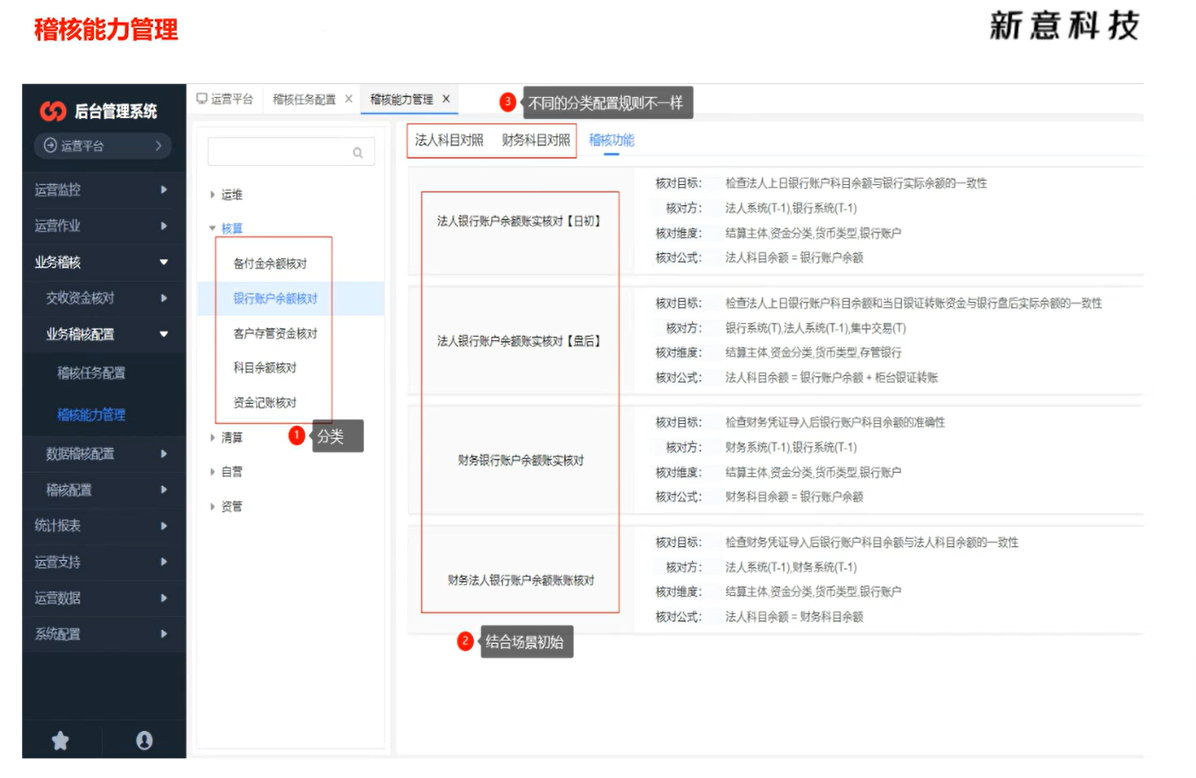 稽核能力管理
新意科技
后台管理系统
运营平台
运营监控
运营作业
业务稽核
交收资金核对
业务稽核配置
稽核任务配置
稽核能力管理
数据稽核配置
稽核配置
统计报表
运营支持
运营数据
系统配置
运营平台
稽核任务配置 ×
稽核能力管理 ×
3 不同的分类配置规则不一样
运维
核算
备付金余额核对
银行账户余额核对
客户存管资金核对
科目余额核对
资金记账核对
1 分类
清算
自营
资管
法人科目对照 财务科目对照 稽核功能
法人银行账户余额账实核对【日初】
核对目标: 检查法人上日银行账户科目余额与银行实际余额的一致性
核对方: 法人系统(T-1),银行系统(T-1)
核对维度: 结算主体,资金分类,货币类型,银行账户
核对公式: 法人科目余额 = 银行账户余额
法人银行账户余额账实核对【盘后】
核对目标: 检查法人上日银行账户科目余额和当日银证转账资金与银行盘后实际余额的一致性
核对方: 银行系统(T),法人系统(T-1),集中交易(T)
核对维度: 结算主体,资金分类,货币类型,存管银行
核对公式: 法人科目余额 = 银行账户余额 + 柜台银证转账
财务银行账户余额账实核对
核对目标: 检查财务凭证导入后银行账户科目余额的准确性
核对方: 财务系统(T-1),银行系统(T-1)
核对维度: 结算主体,资金分类,货币类型,银行账户
核对公式: 财务科目余额 = 银行账户余额
财务法人银行账户余额账账核对
核对目标: 检查财务凭证导入后银行账户科目余额与法人科目余额的一致性
核对方: 法人系统(T-1),财务系统(T-1)
核对维度: 结算主体,资金分类,货币类型,银行账户
核对公式: 法人科目余额 = 财务科目余额
2 结合场景初始